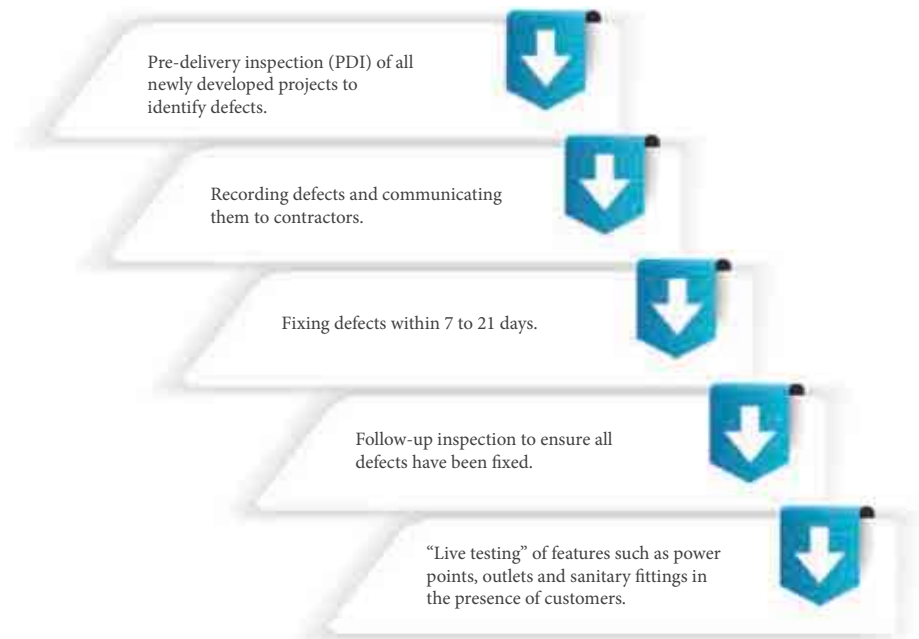 Pre-delivery inspection (PDI) of all
newly developed projects to
identify defects.
Recording defects and communicating
them to contractors.
Fixing defects within 7 to 21 days.
Follow-up inspection to ensure all
defects have been fixed.
“Live testing” of features such as power
points, outlets and sanitary fittings in
the presence of customers.